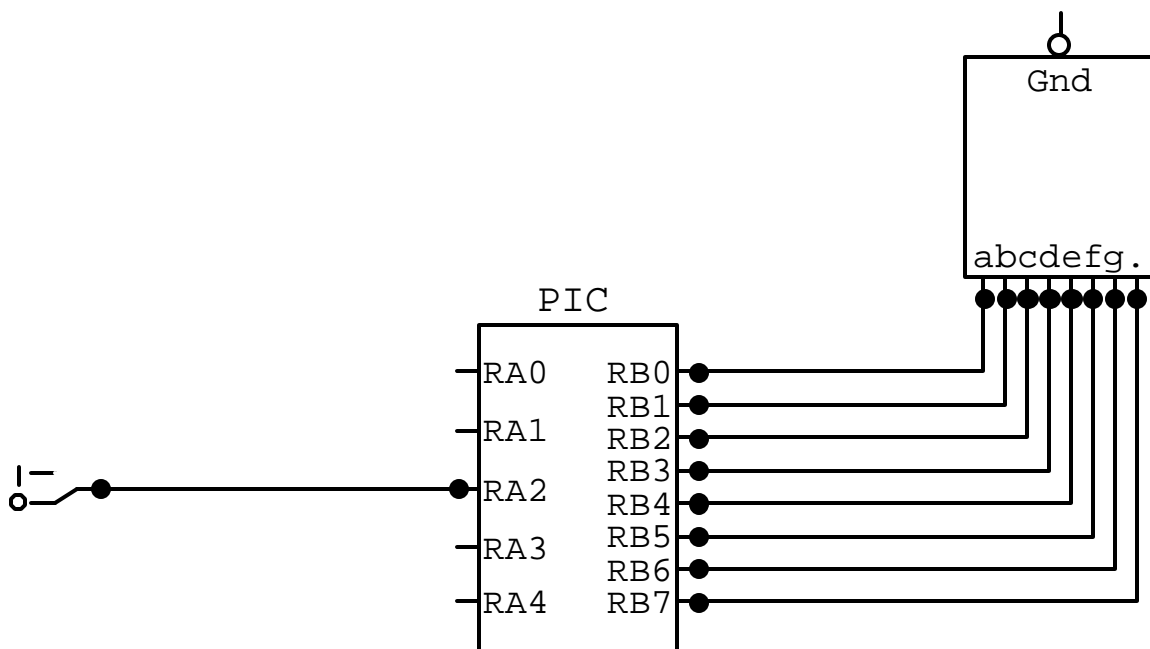 Gnd
abcdefg.
PIC
RA0 RB0
RB1
RA1
RB2
RB3
RA2
RB4
RB5
RA3
RB6
RA4 RB7